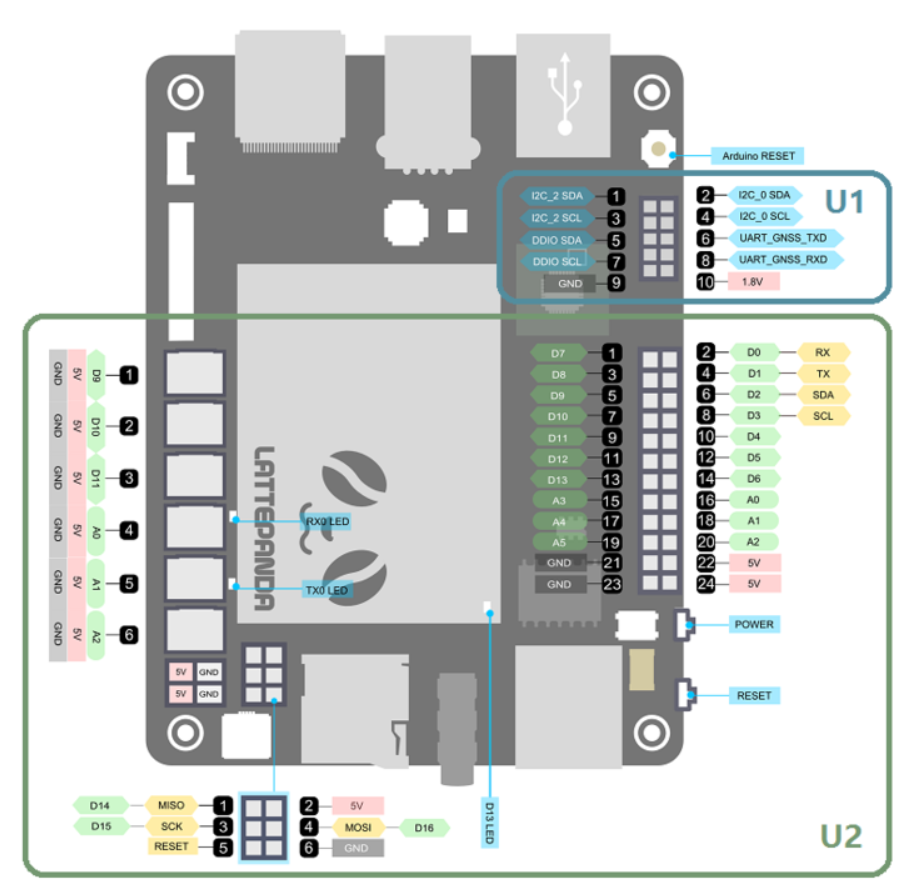 Arduino RESET
U1
I2C_2 SDA 1 2 I2C_0 SDA
I2C_2 SCL 3 4 I2C_0 SCL
DDIO SDA 5 6 UART_GNSS_TXD
DDIO SCL 7 8 UART_GNSS_RXD
GND 9 10 1.8V
GND 5V D9 1
GND 5V D10 2
GND 5V D11 3
GND 5V A0 4
GND 5V A1 5
GND 5V A2 6
5V GND
5V GND
LATTEPANDA
RX0 LED
TX0 LED
D7 1 2 D0 RX
D8 3 4 D1 TX
D9 5 6 D2 SDA
D10 7 8 D3 SCL
D11 9 10 D4
D12 11 12 D5
D13 13 14 D6
A3 15 16 A0
A4 17 18 A1
A5 19 20 A2
GND 21 22 5V
GND 23 24 5V
POWER
RESET
D14 MISO 1 2 5V
D15 SCK 3 4 MOSI D16
RESET 5 6 GND
D13 LED
U2